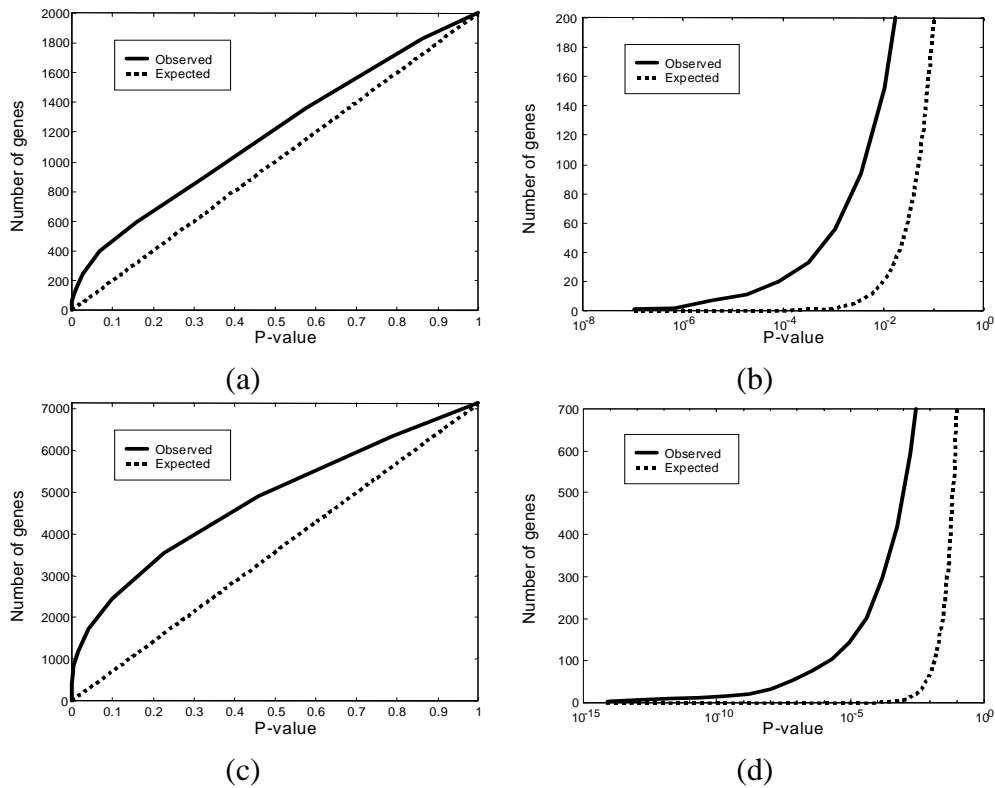 2000
1800
1600
1400
1200
1000
800
600
400
200
0
Number of genes
Observed
Expected
0 0.1 0.2 0.3 0.4 0.5 0.6 0.7 0.8 0.9 1
P-value
(a)
200
180
160
140
120
100
80
60
40
20
0
Number of genes
Observed
Expected
10^-8 10^-6 10^-4 10^-2 10^0
P-value
(b)
7000
6000
5000
4000
3000
2000
1000
0
Number of genes
Observed
Expected
0 0.1 0.2 0.3 0.4 0.5 0.6 0.7 0.8 0.9 1
P-value
(c)
700
600
500
400
300
200
100
0
Number of genes
Observed
Expected
10^-15 10^-10 10^-5 10^0
P-value
(d)